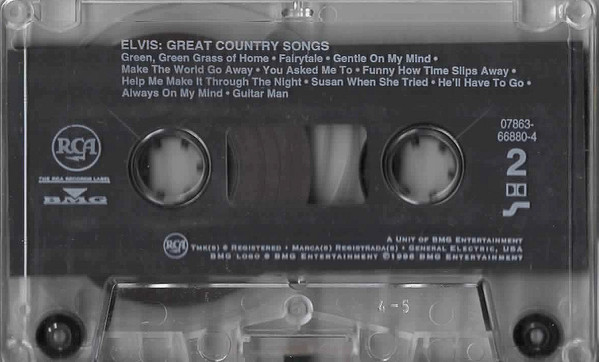 ELVIS: GREAT COUNTRY SONGS
Green, Green Grass of Home • Fairytale • Gentle On My Mind •
Make The World Go Away • You Asked Me To • Funny How Time Slips Away •
Help Me Make It Through The Night • Susan When She Tried • He'll Have To Go •
Always On My Mind • Guitar Man
07863-
66880-4
2
RCA
THE RCA RECORDS LABEL
BMG
A UNIT OF BMG ENTERTAINMENT
RCA TMK(S) ® REGISTERED • MARCA(S) REGISTRADA(S) • GENERAL ELECTRIC, USA
BMG LOGO ® BMG ENTERTAINMENT ©1996 BMG ENTERTAINMENT
4-5